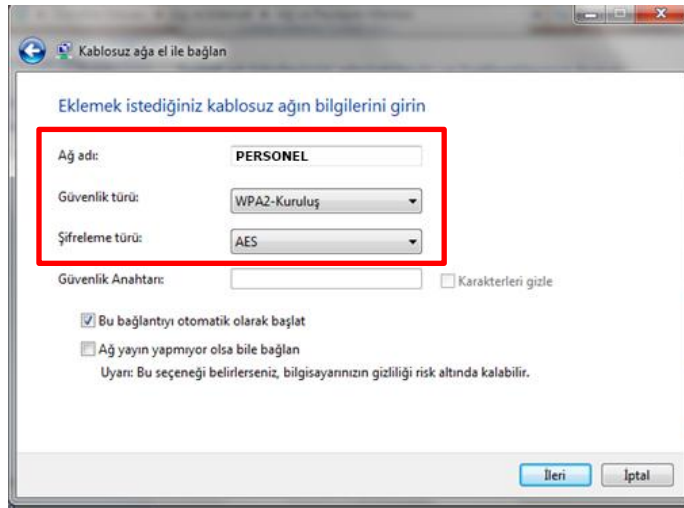 Kablosuz ağa el ile bağlan
Eklemek istediğiniz kablosuz ağın bilgilerini girin
Ağ adı: PERSONEL
Güvenlik türü: WPA2-Kuruluş
Şifreleme türü: AES
Güvenlik Anahtarı: Karakterleri gizle
Bu bağlantıyı otomatik olarak başlat
Ağ yayın yapmıyor olsa bile bağlan
Uyarı: Bu seçeneği belirlerseniz, bilgisayarınızın gizliliği risk altında kalabilir.
İleri İptal